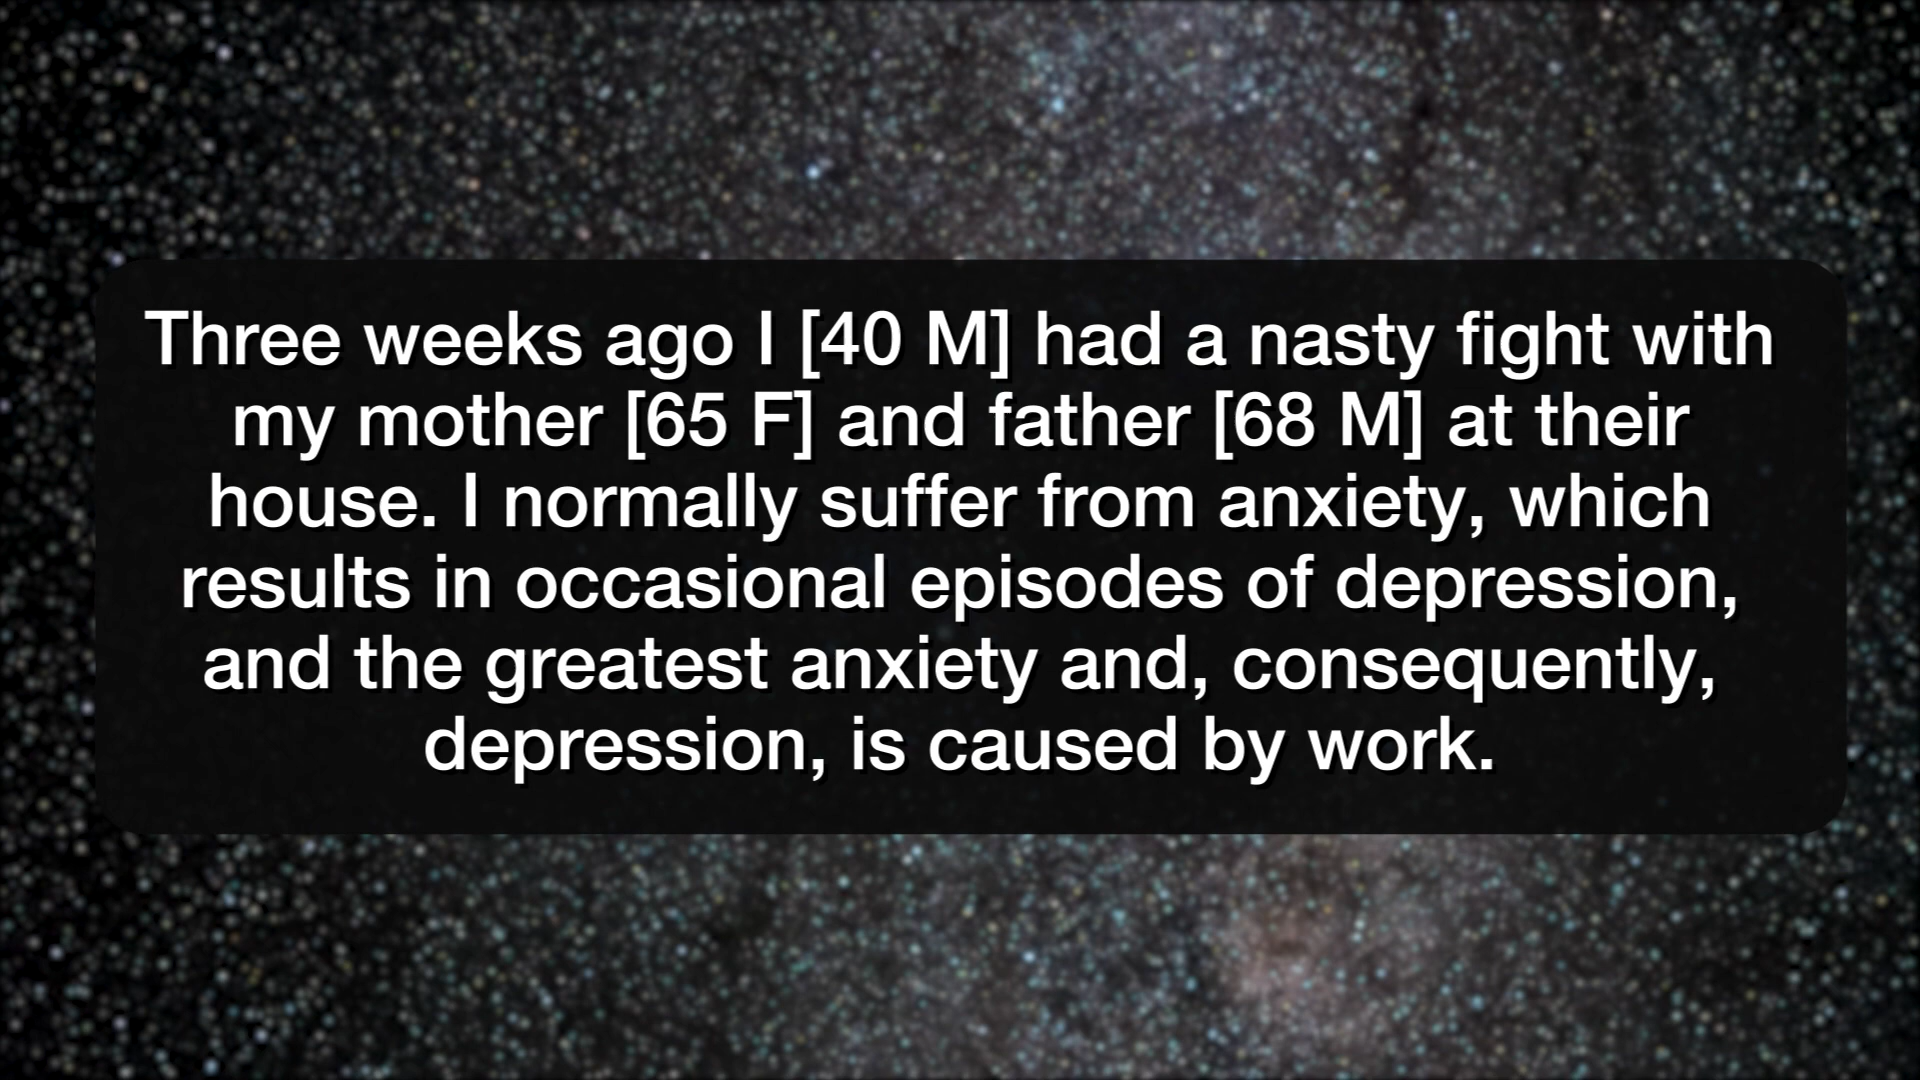 Three weeks ago I [40 M] had a nasty fight with
my mother [65 F] and father [68 M] at their
house. I normally suffer from anxiety, which
results in occasional episodes of depression,
and the greatest anxiety and, consequently,
depression, is caused by work.